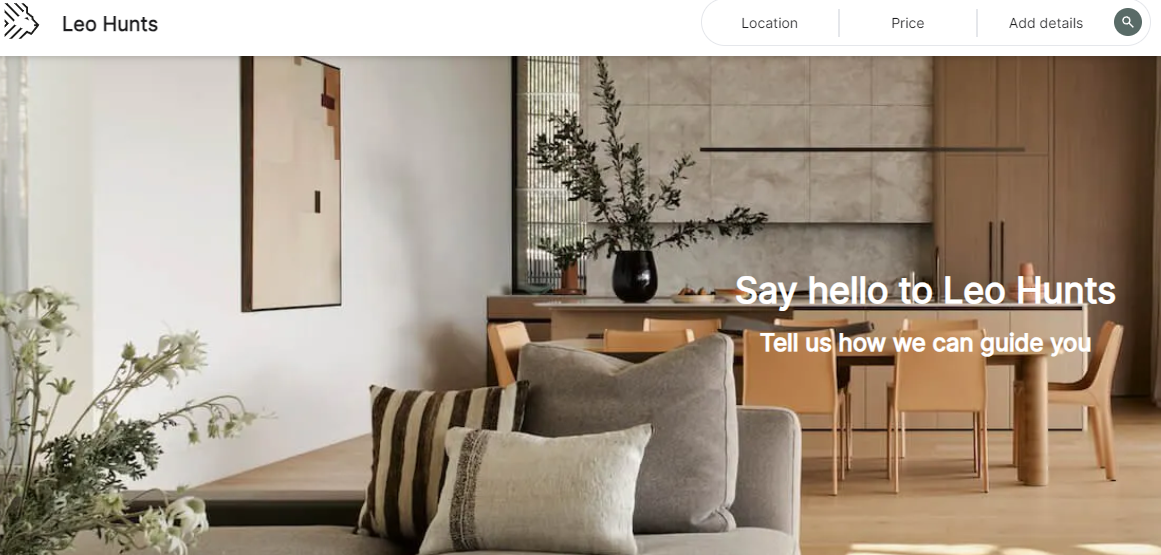 Leo Hunts
Location
Price
Add details
Say hello to Leo Hunts
Tell us how we can guide you